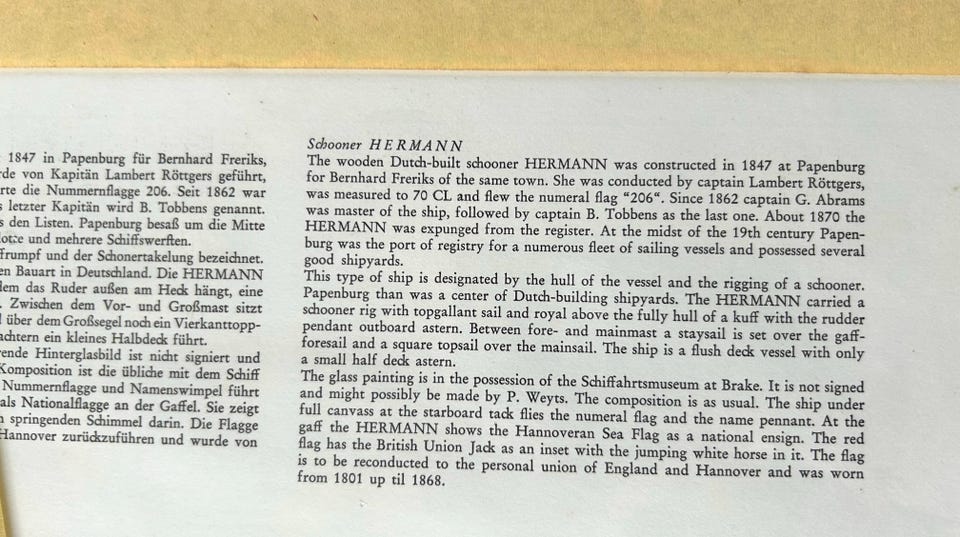 1847 in Papenburg für Bernhard Freriks,
rde von Kapitän Lambert Röttgers geführt,
rte die Nummernflagge 206. Seit 1862 war
s letzter Kapitän wird B. Tobbens genannt.
s den Listen. Papenburg besaß um die Mitte
lotte und mehrere Schiffswerften.
frumpf und der Schonertakelung bezeichnet.
en Bauart in Deutschland. Die HERMANN
dem das Ruder außen am Heck hängt, eine
. Zwischen dem Vor- und Großmast sitzt
l über dem Großsegel noch ein Vierkanttopp-
achtern ein kleines Halbdeck führt.
rende Hinterglasbild ist nicht signiert und
Komposition ist die übliche mit dem Schiff
Nummernflagge und Namenswimpel führt
als Nationalflagge an der Gaffel. Sie zeigt
n springenden Schimmel darin. Die Flagge
Hannover zurückzuführen und wurde von
Schooner HERMANN
The wooden Dutch-built schooner HERMANN was constructed in 1847 at Papenburg
for Bernhard Freriks of the same town. She was conducted by captain Lambert Röttgers,
was measured to 70 CL and flew the numeral flag "206". Since 1862 captain G. Abrams
was master of the ship, followed by captain B. Tobbens as the last one. About 1870 the
HERMANN was expunged from the register. At the midst of the 19th century Papen-
burg was the port of registry for a numerous fleet of sailing vessels and possessed several
good shipyards.
This type of ship is designated by the hull of the vessel and the rigging of a schooner.
Papenburg than was a center of Dutch-building shipyards. The HERMANN carried a
schooner rig with topgallant sail and royal above the fully hull of a kuff with the rudder
pendant outboard astern. Between fore- and mainmast a staysail is set over the gaff-
foresail and a square topsail over the mainsail. The ship is a flush deck vessel with only
a small half deck astern.
The glass painting is in the possession of the Schiffahrtsmuseum at Brake. It is not signed
and might possibly be made by P. Weyts. The composition is as usual. The ship under
full canvass at the starboard tack flies the numeral flag and the name pennant. At the
gaff the HERMANN shows the Hannoveran Sea Flag as a national ensign. The red
flag has the British Union Jack as an inset with the jumping white horse in it. The flag
is to be reconducted to the personal union of England and Hannover and was worn
from 1801 up til 1868.